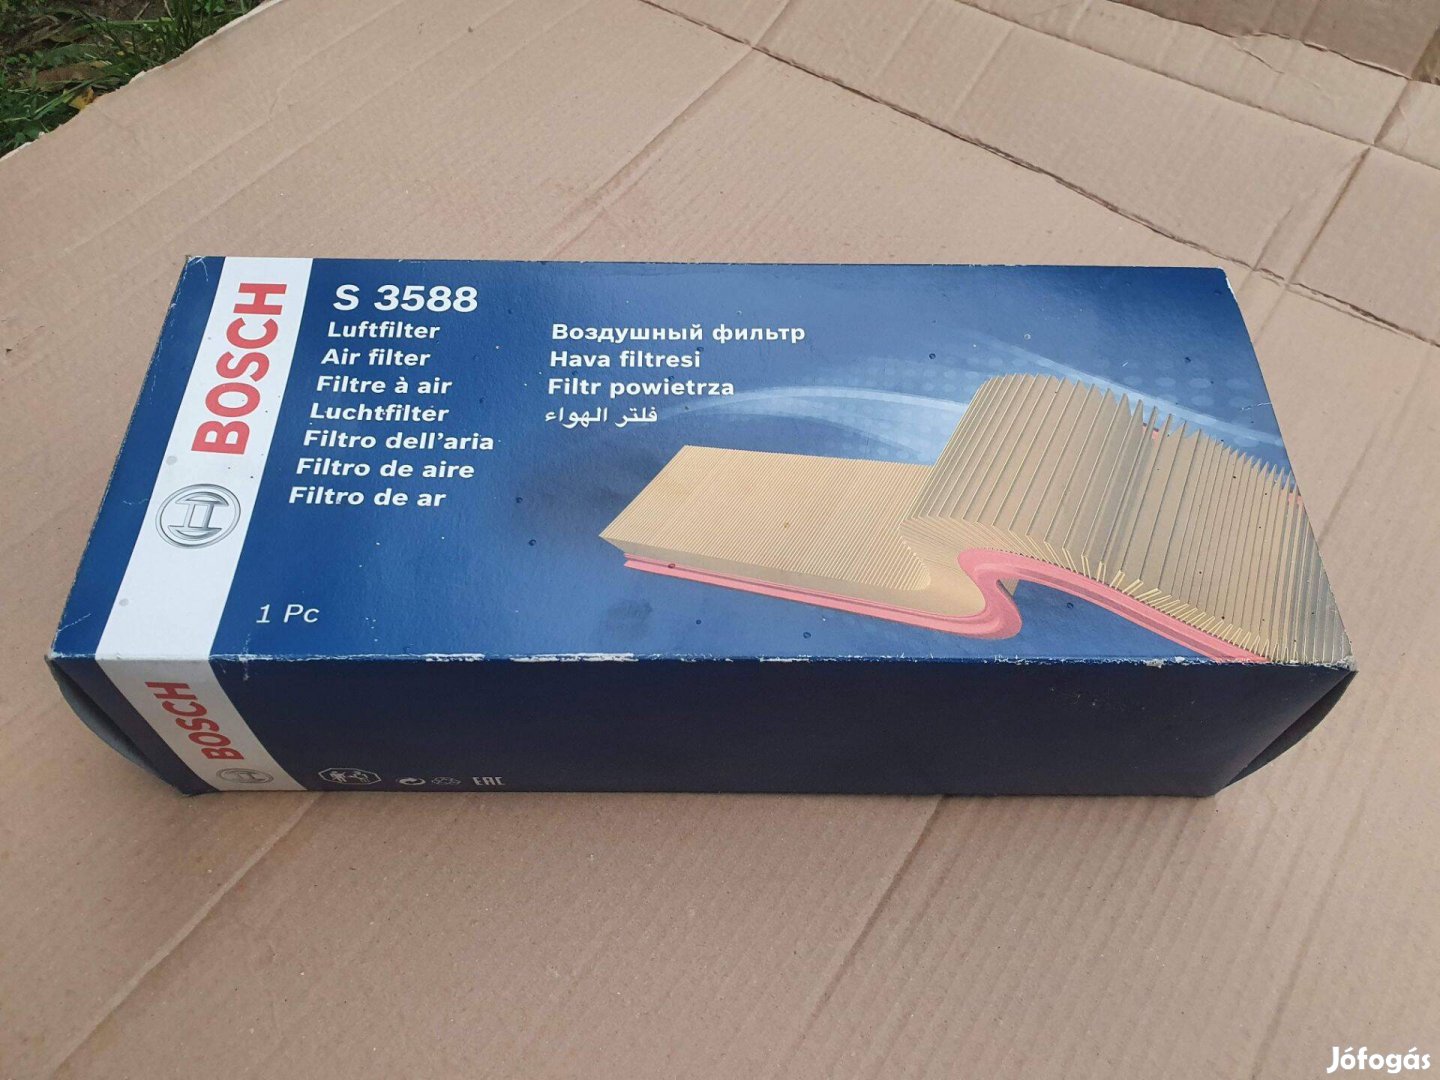 BOSCH
S 3588
Luftfilter
Air filter
Filtre à air
Luchtfilter
Filtro dell'aria
Filtro de aire
Filtro de ar
Воздушный фильтр
Hava filtresi
Filtr powietrza
فلتر الهواء
1 Pc
BOSCH
EAC
Jófogás